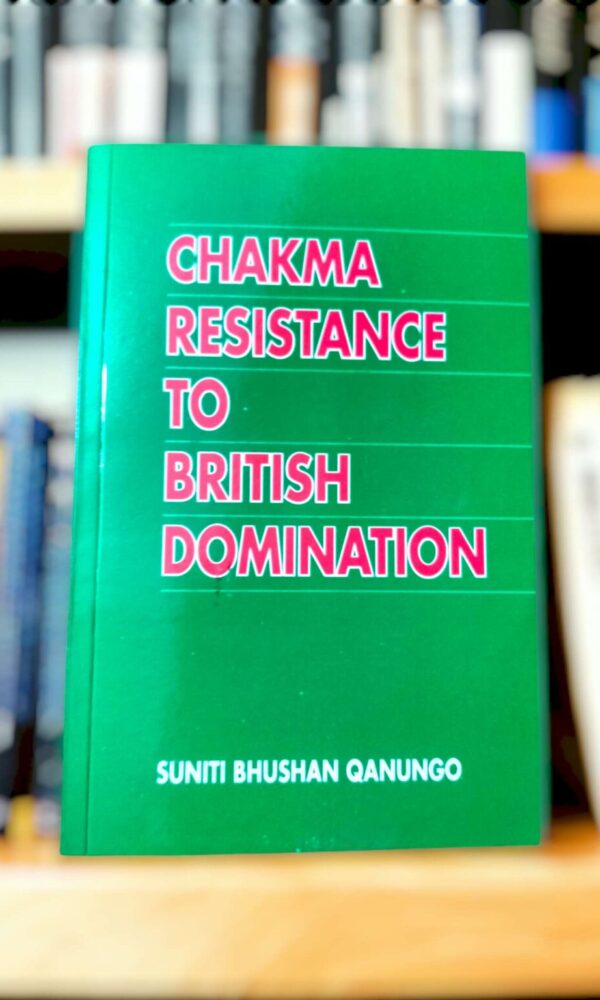 CHAKMA
RESISTANCE
TO
BRITISH
DOMINATION
SUNITI BHUSHAN QANUNGO